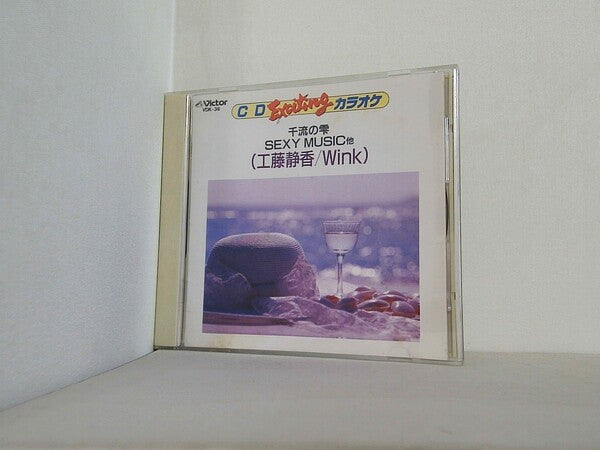 Victor
VDK-38
CD Exciting カラオケ
千流の雫
SEXY MUSIC他
(工藤静香/Wink)